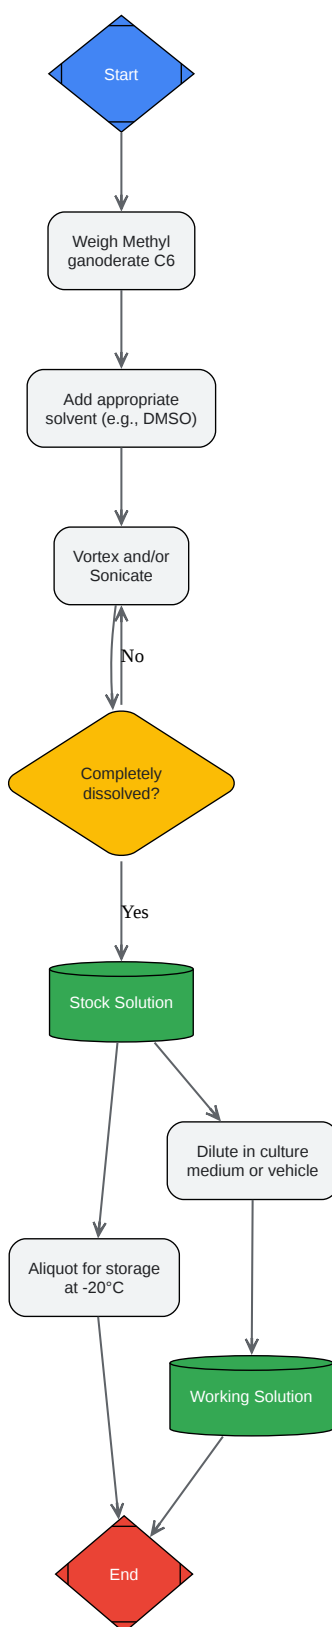 Start
Weigh Methyl
ganoderate C6
Add appropriate
solvent (e.g., DMSO)
Vortex and/or
Sonicate
No
Completely
dissolved?
Yes
Stock Solution
Dilute in culture
medium or vehicle
Aliquot for storage
at -20°C
Working Solution
End